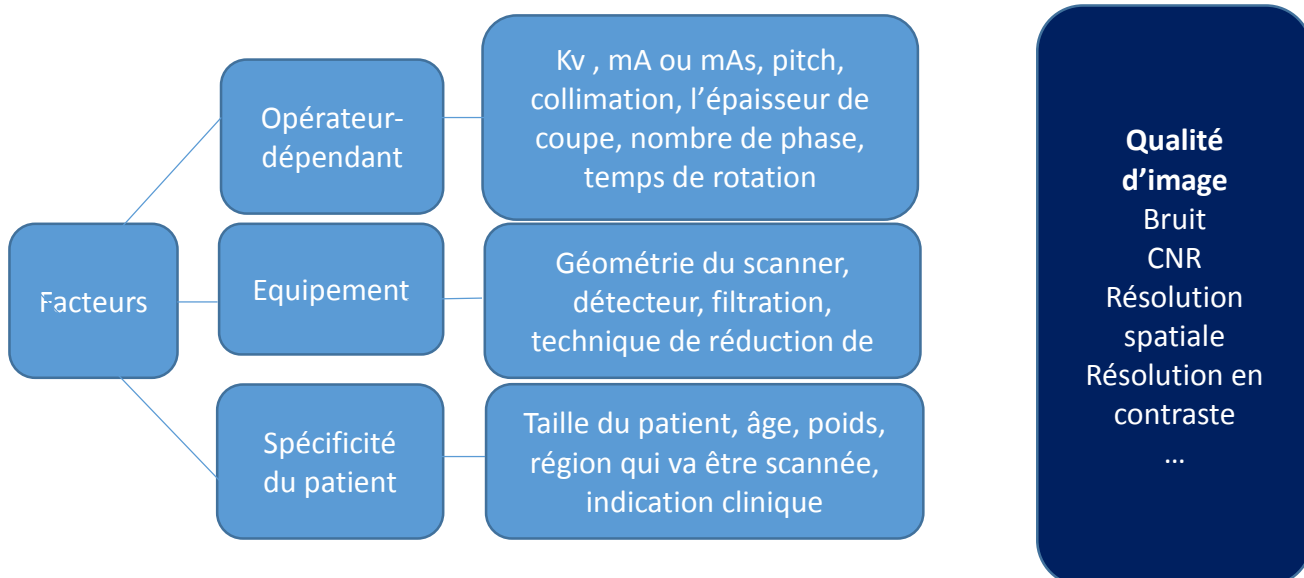 Facteurs
Opérateur-
dépendant
Kv , mA ou mAs, pitch,
collimation, l'épaisseur de
coupe, nombre de phase,
temps de rotation
Equipement
Géométrie du scanner,
détecteur, filtration,
technique de réduction de
Spécificité
du patient
Taille du patient, âge, poids,
région qui va être scannée,
indication clinique
Qualité
d'image
Bruit
CNR
Résolution
spatiale
Résolution en
contraste
...